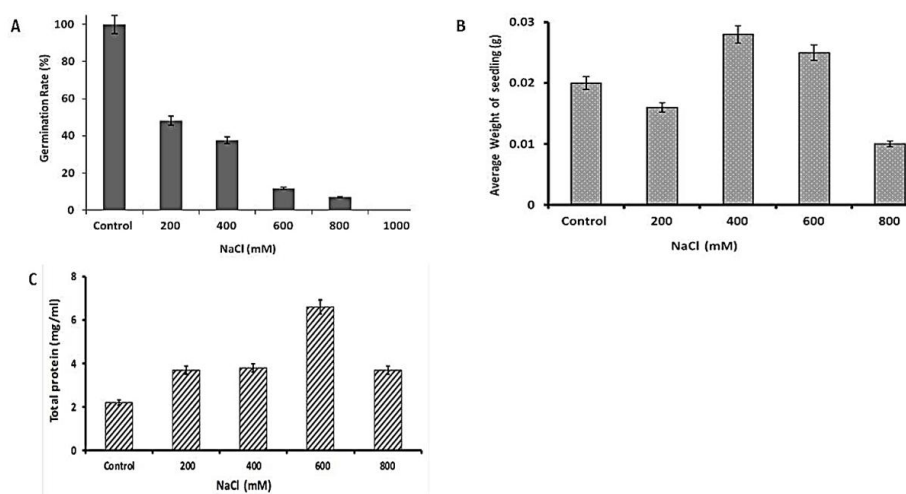 A
Germination Rate (%)
100
80
60
40
20
0
Control 200 400 600 800 1000
NaCl (mM)
B
Average Weight of seedling (g)
0.03
0.02
0.01
0
Control 200 400 600 800
NaCl (mM)
C
Total protein (mg/ml)
8
6
4
2
0
Control 200 400 600 800
NaCl (mM)